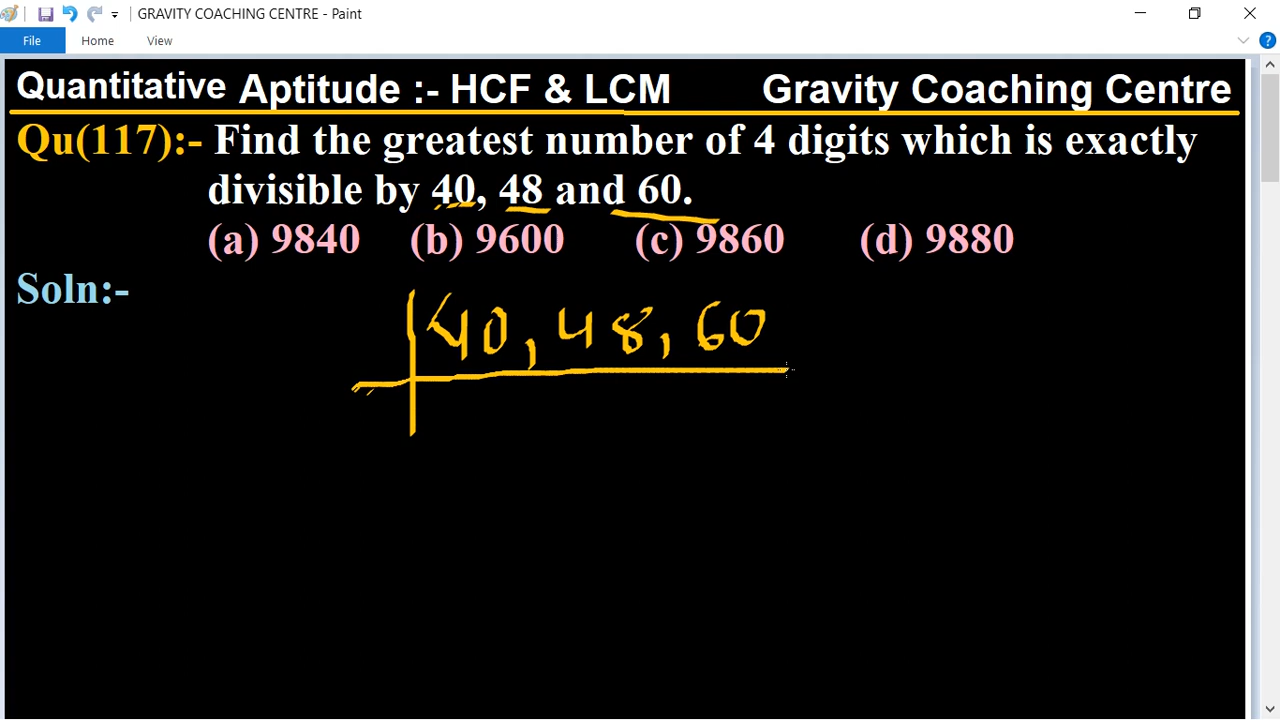 GRAVITY COACHING CENTRE - Paint
File Home View
Quantitative Aptitude :- HCF & LCM Gravity Coaching Centre
Qu(117):- Find the greatest number of 4 digits which is exactly
divisible by 40, 48 and 60.
(a) 9840 (b) 9600 (c) 9860 (d) 9880
Soln:-
40, 48, 60